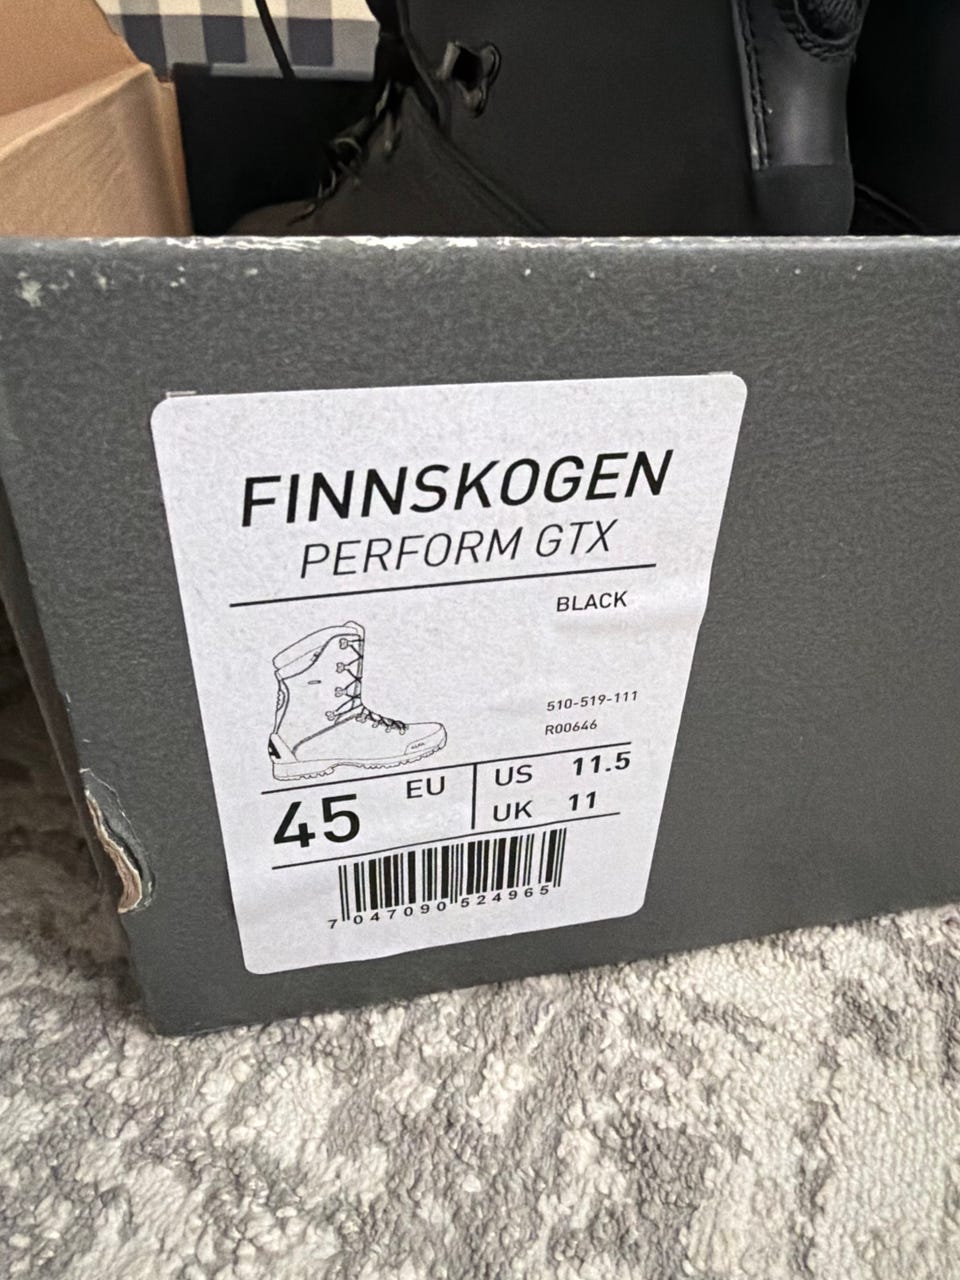 FINNSKOGEN
PERFORM GTX
BLACK
510-519-111
R00646
45 EU
US 11.5
UK 11
7 047090 524965